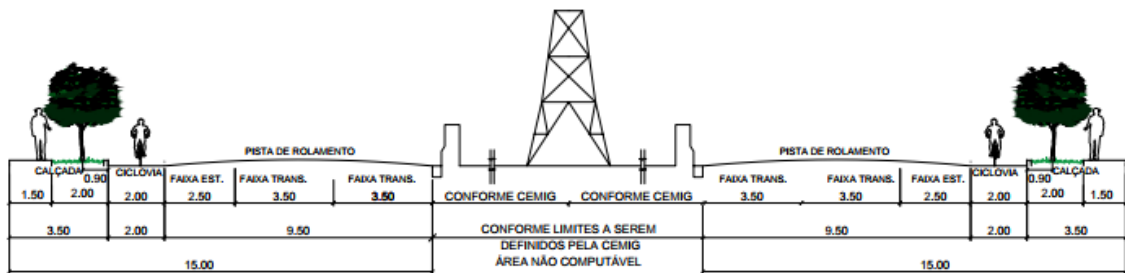 PISTA DE ROLAMENTO PISTA DE ROLAMENTO
CALÇADA CICLOVIA FAIXA EST. FAIXA TRANS. FAIXA TRANS. FAIXA TRANS. FAIXA TRANS. FAIXA EST. CICLOVIA CALÇADA
0.90 0.90
1.50 2.00 2.00 2.50 3.50 3.50 CONFORME CEMIG CONFORME CEMIG 3.50 3.50 2.50 2.00 2.00 1.50
3.50 2.00 9.50 CONFORME LIMITES A SEREM 9.50 2.00 3.50
DEFINIDOS PELA CEMIG
15.00 ÁREA NÃO COMPUTÁVEL 15.00